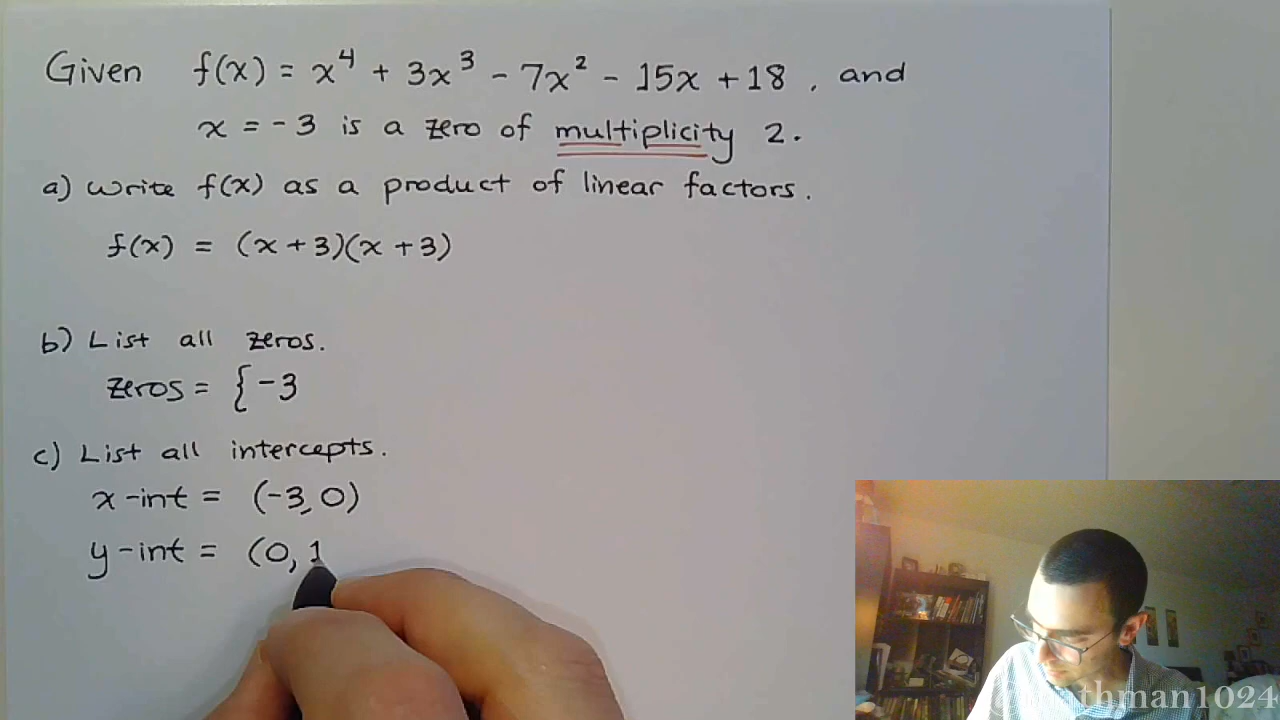 Given f(x) = x⁴ + 3x³ - 7x² - 15x + 18, and
x = -3 is a zero of multiplicity 2.
a) Write f(x) as a product of linear factors.
f(x) = (x + 3)(x + 3)
b) List all zeros.
zeros = {-3
c) List all intercepts.
x-int = (-3, 0)
y-int = (0, 1